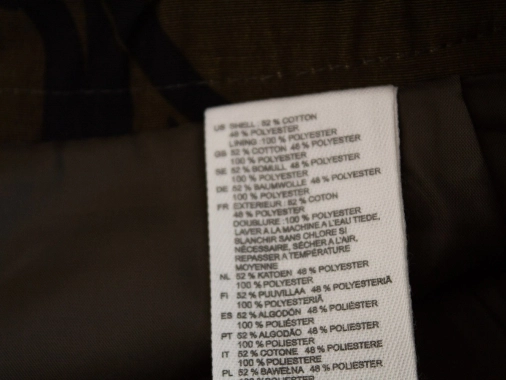 US SHELL : 52 % COTTON
48 % POLYESTER
LINING : 100 % POLYESTER
GB 52 % COTTON 48 % POLYESTER
100 % POLYESTER
SE 52 % BOMULL 48 % POLYESTER
100 % POLYESTER
DE 52 % BAUMWOLLE 48 % POLYESTER
100 % POLYESTER
FR EXTERIEUR : 52 % COTON
48 % POLYESTER
DOUBLURE : 100 % POLYESTER
LAVER A LA MACHINE A L'EAU TIEDE,
BLANCHIR SANS CHLORE SI
NÉCESSAIRE, SÉCHER A L'AIR,
REPASSER A TEMPÉRATURE
MOYENNE
NL 52 % KATOEN 48 % POLYESTER
100 % POLYESTER
FI 52 % PUUVILLAA 48 % POLYESTERIÄ
100 % POLYESTERIÄ
ES 52 % ALGODÓN 48 % POLIÉSTER
100 % POLIÉSTER
PT 52 % ALGODÃO 48 % POLIÉSTER
100 % POLIÉSTER
IT 52 % COTONE 48 % POLIESTERE
100 % POLIESTERE
PL 52 % BAWEŁNA 48 % POLIESTER